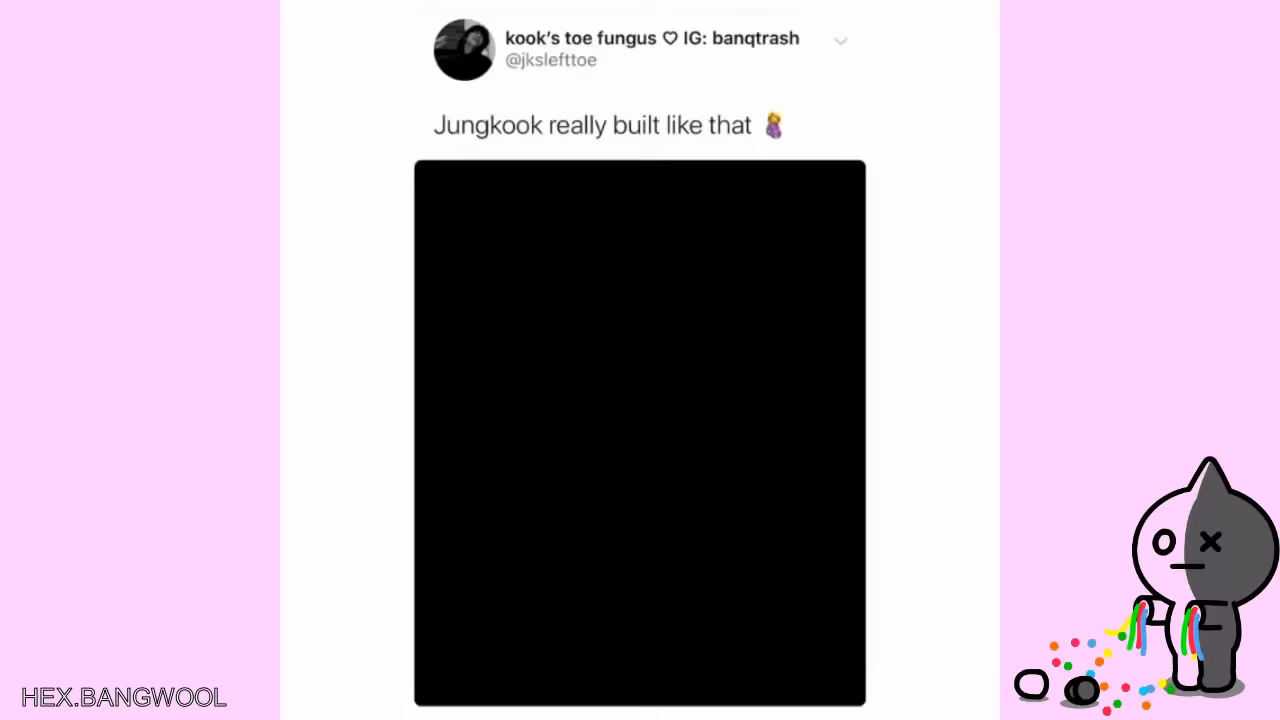 kook’s toe fungus ♡ IG: banqtrash
@jkslefttoe
Jungkook really built like that 🤰
HEX.BANGWOOL